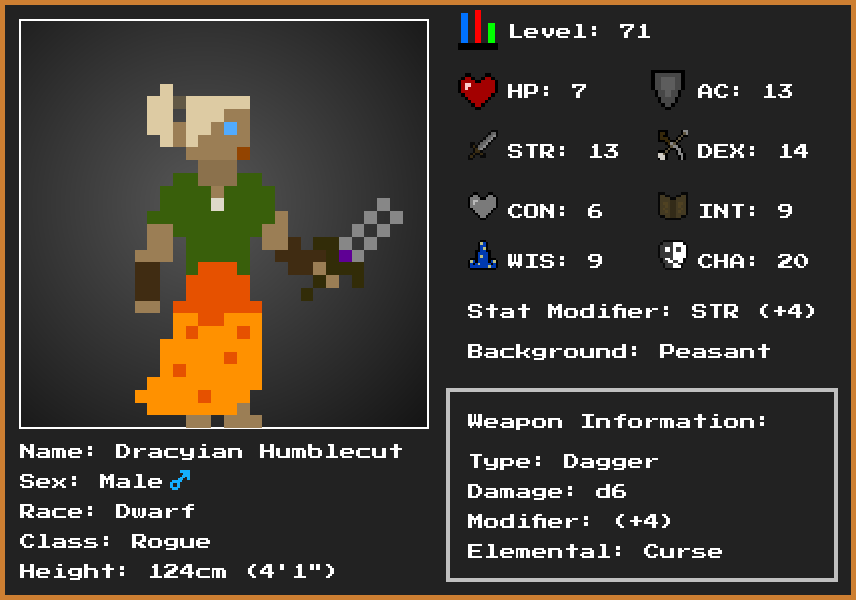 Level: 71
HP: 7 AC: 13
STR: 13 DEX: 14
CON: 6 INT: 9
WIS: 9 CHA: 20
Stat Modifier: STR (+4)
Background: Peasant
Weapon Information:
Type: Dagger
Damage: d6
Modifier: (+4)
Elemental: Curse
Name: Dracyian Humblecut
Sex: Male ♂
Race: Dwarf
Class: Rogue
Height: 124cm (4'1")